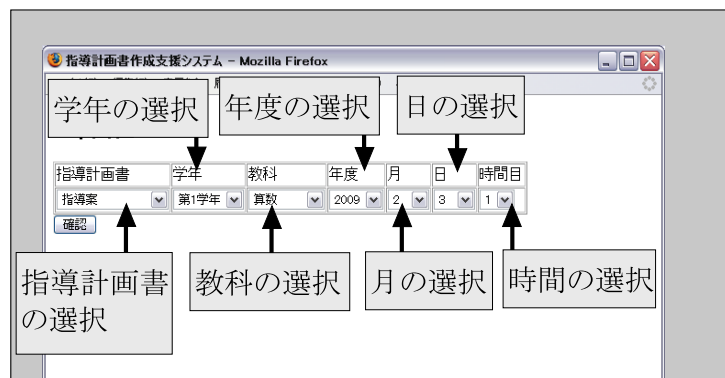 指導計画書作成支援システム - Mozilla Firefox
学年の選択 年度の選択 日の選択
指導計画書 学年 教科 年度 月 日 時間目
指導案 第1学年 算数 2009 2 3 1
確認
指導計画書
の選択
教科の選択 月の選択 時間の選択